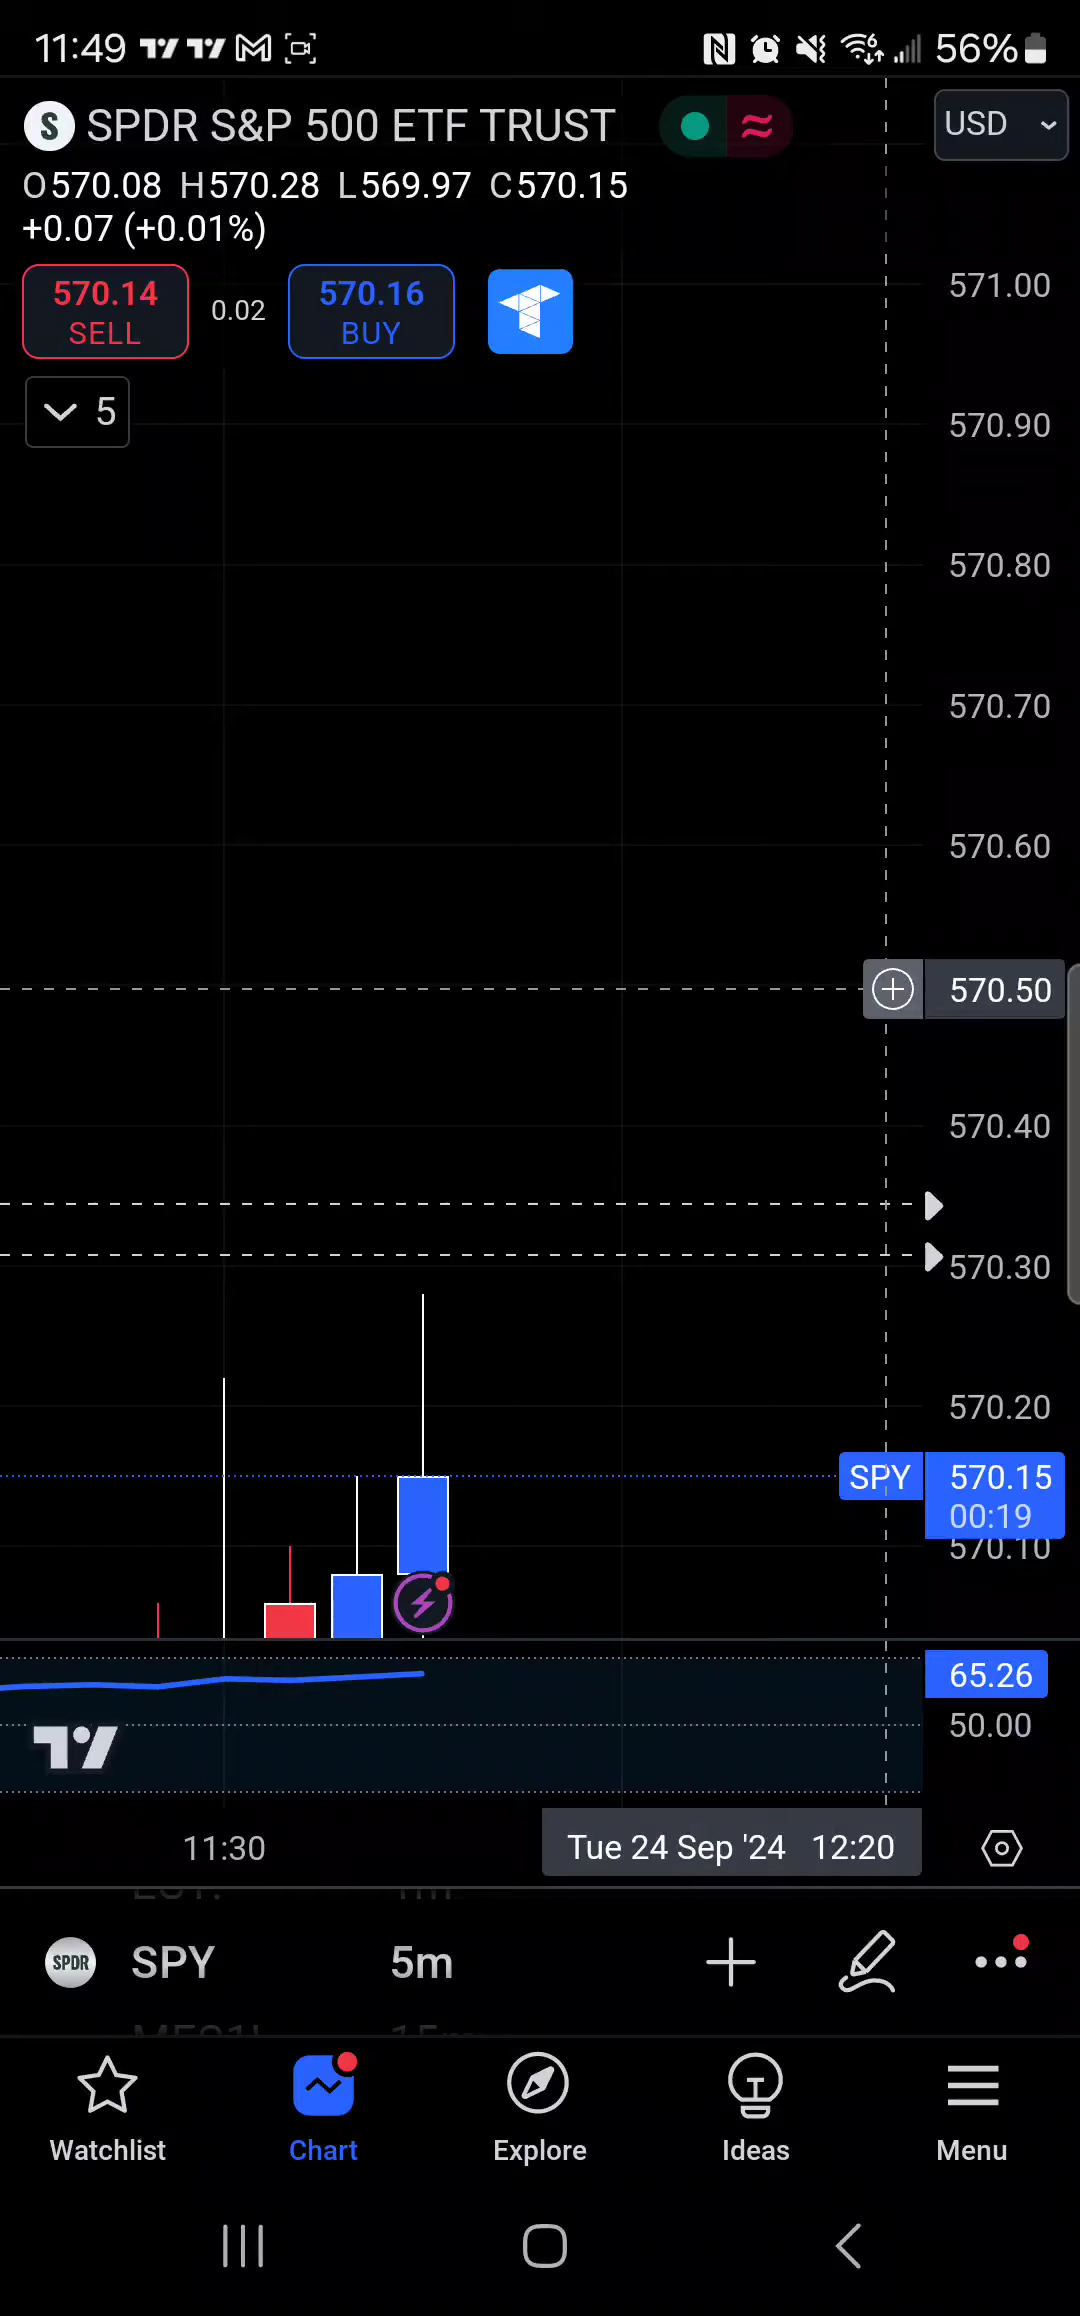 11:49 56%
S SPDR S&P 500 ETF TRUST USD
O570.08 H570.28 L569.97 C570.15
+0.07 (+0.01%)
570.14 SELL 0.02 570.16 BUY
5
571.00
570.90
570.80
570.70
570.60
570.50
570.40
570.30
570.20
SPY 570.15
00:19
570.10
65.26
50.00
11:30 Tue 24 Sep '24 12:20
SPDR SPY 5m
Watchlist Chart Explore Ideas Menu